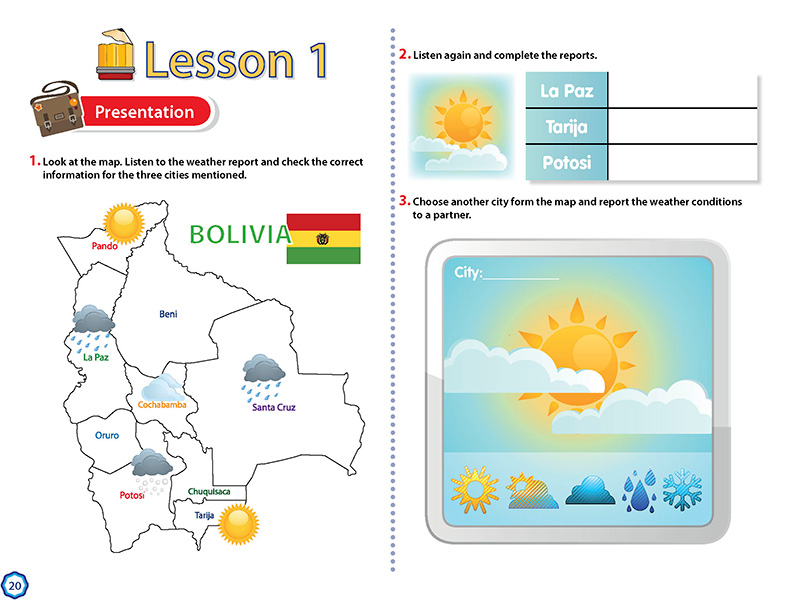 Lesson 1
Presentation
1. Look at the map. Listen to the weather report and check the correct
information for the three cities mentioned.
BOLIVIA
Pando
Beni
La Paz
Cochabamba
Santa Cruz
Oruro
Potosi
Chuquisaca
Tarija
20
2. Listen again and complete the reports.
La Paz
Tarija
Potosi
3. Choose another city form the map and report the weather conditions
to a partner.
City:___________